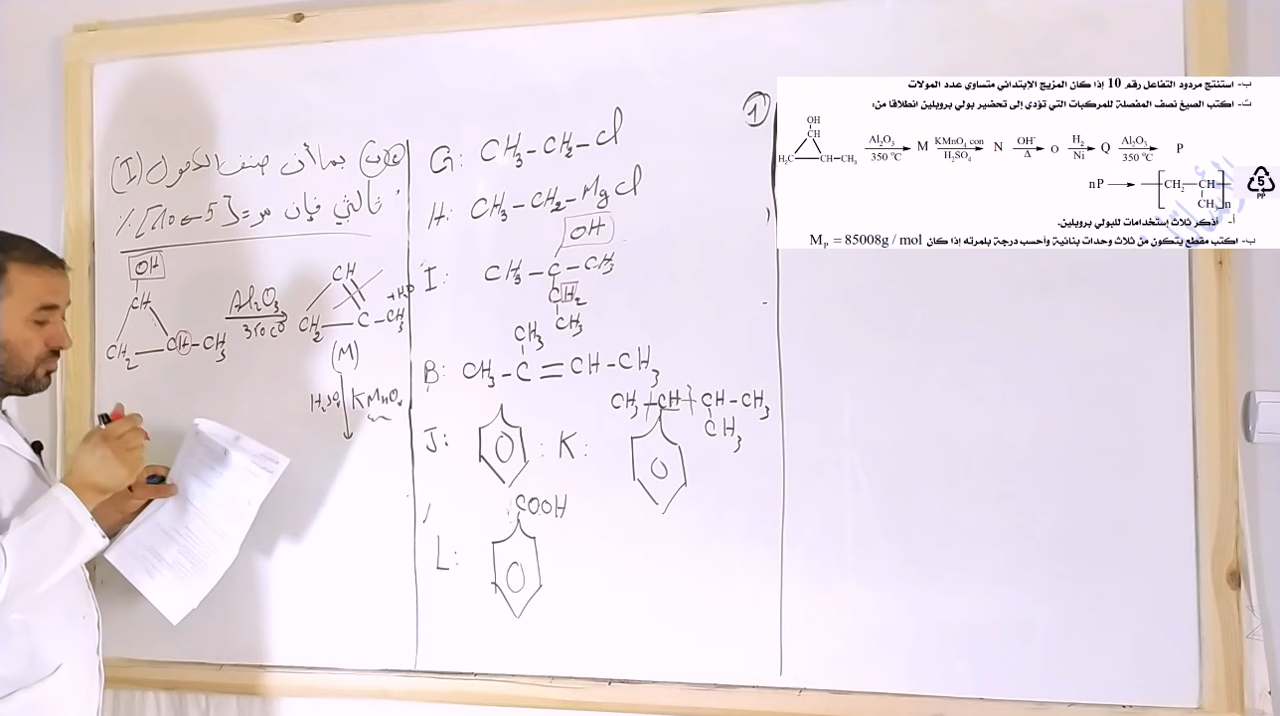 ب- استنتج مردود التفاعل رقم 10 إذا كان المزيج الابتدائي متساوي عدد المولات
ت- اكتب الصيغ نصف المفصلة للمركبات التي تؤدي إلى تحضير بولي بروبلين انطلاقا من:
OH
CH
H₂C CH–CH₃ Al₂O₃ 350 °C M KMnO₄ con H₂SO₄ N OH⁻ Δ O H₂ Ni Q Al₂O₃ 350 °C P
nP → [CH₂–CH]n
CH₃
5
PP
أ- اذكر ثلاث إستخدامات للبولي بروبلين.
ب- اكتب مقطع يتكون من ثلاث وحدات بنائية وأحسب درجة بلمرته إذا كان M_P = 85008g / mol
بما أن صنف الكحول (I)
ثالثي فإن %[5–10]=
OH
CH
CH₂ — CH–CH₃
Al₂O₃
350 c°
CH
CH₂ — C–CH₃
(M)
H₂SO₄ KMnO₄
1
G: CH₃–CH₂–Cl
H: CH₃–CH₂–MgCl
OH
I: CH₃–C–CH₃
CH₂
CH₃
CH₃
B: CH₃–C=CH–CH₃
J:
K: CH₃–CH–CH–CH₃
CH₃
COOH
L: